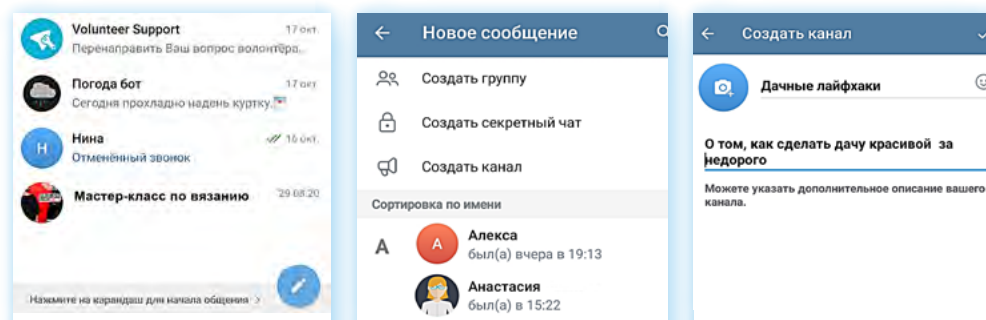 Volunteer Support 17 окт.
Перенаправить Ваш вопрос волонтёра.
Погода бот 17 окт.
Сегодня прохладно надень куртку.
Н
Нина 16 окт.
Отменённый звонок
Мастер-класс по вязанию 29.08.20
Нажмите на карандаш для начала общения >
Новое сообщение
Создать группу
Создать секретный чат
Создать канал
Сортировка по имени
А
А
Алекса
был(а) вчера в 19:13
Анастасия
был(а) в 15:22
Создать канал
Дачные лайфхаки
О том, как сделать дачу красивой за
недорого
Можете указать дополнительное описание вашего
канала.